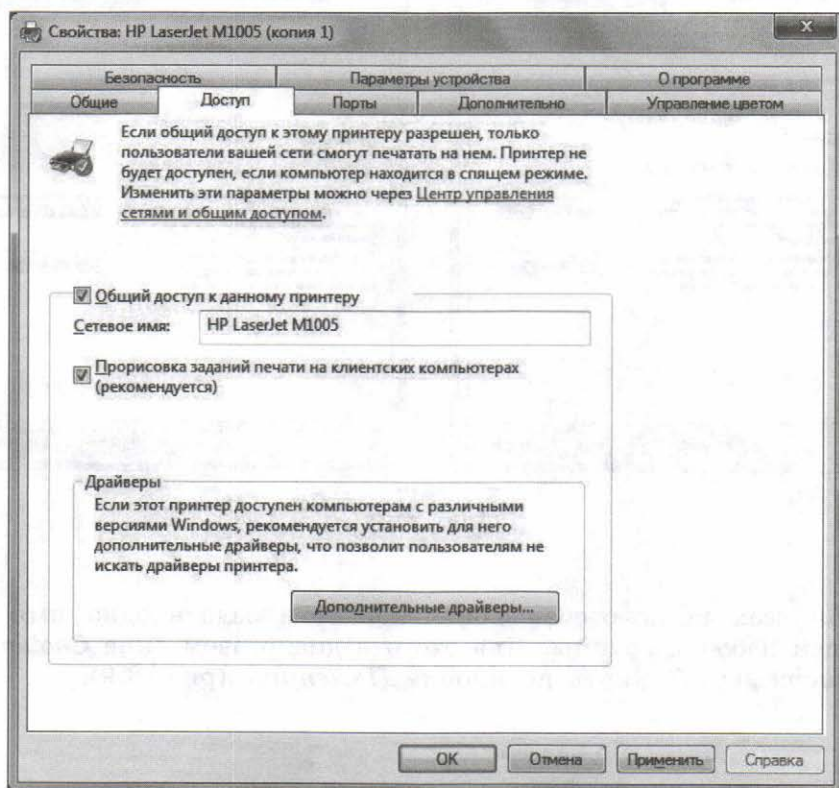 Свойства: HP LaserJet M1005 (копия 1)
x
Безопасность Параметры устройства О программе
Общие Доступ Порты Дополнительно Управление цветом
Если общий доступ к этому принтеру разрешен, только
пользователи вашей сети смогут печатать на нем. Принтер не
будет доступен, если компьютер находится в спящем режиме.
Изменить эти параметры можно через Центр управления
сетями и общим доступом.
Общий доступ к данному принтеру
Сетевое имя: HP LaserJet M1005
Прорисовка заданий печати на клиентских компьютерах
(рекомендуется)
Драйверы
Если этот принтер доступен компьютерам с различными
версиями Windows, рекомендуется установить для него
дополнительные драйверы, что позволит пользователям не
искать драйверы принтера.
Дополнительные драйверы...
ОК Отмена Применить Справка